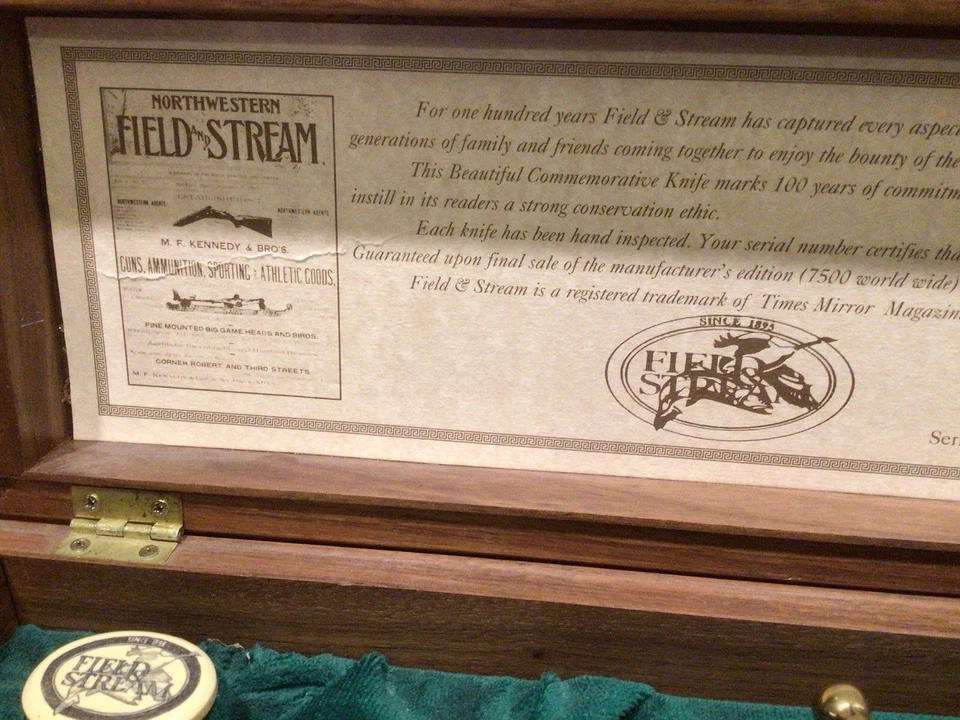 NORTHWESTERN
FIELD AND STREAM.
ESTABLISHED
NORTHWESTERN AGENTS
NORTHWESTERN AGENTS
M. F. KENNEDY & BRO'S.
GUNS, AMMUNITION, SPORTING & ATHLETIC GOODS,
FINE MOUNTED BIG GAME HEADS AND BIRDS.
CORNER ROBERT AND THIRD STREETS.
For one hundred years Field & Stream has captured every aspec
generations of family and friends coming together to enjoy the bounty of the
This Beautiful Commemorative Knife marks 100 years of commitm
instill in its readers a strong conservation ethic.
Each knife has been hand inspected. Your serial number certifies tha
Guaranteed upon final sale of the manufacturer's edition (7500 world wide)
Field & Stream is a registered trademark of Times Mirror Magazin
SINCE 1895
FIELD &
STREAM
Ser
FIELD &
STREAM